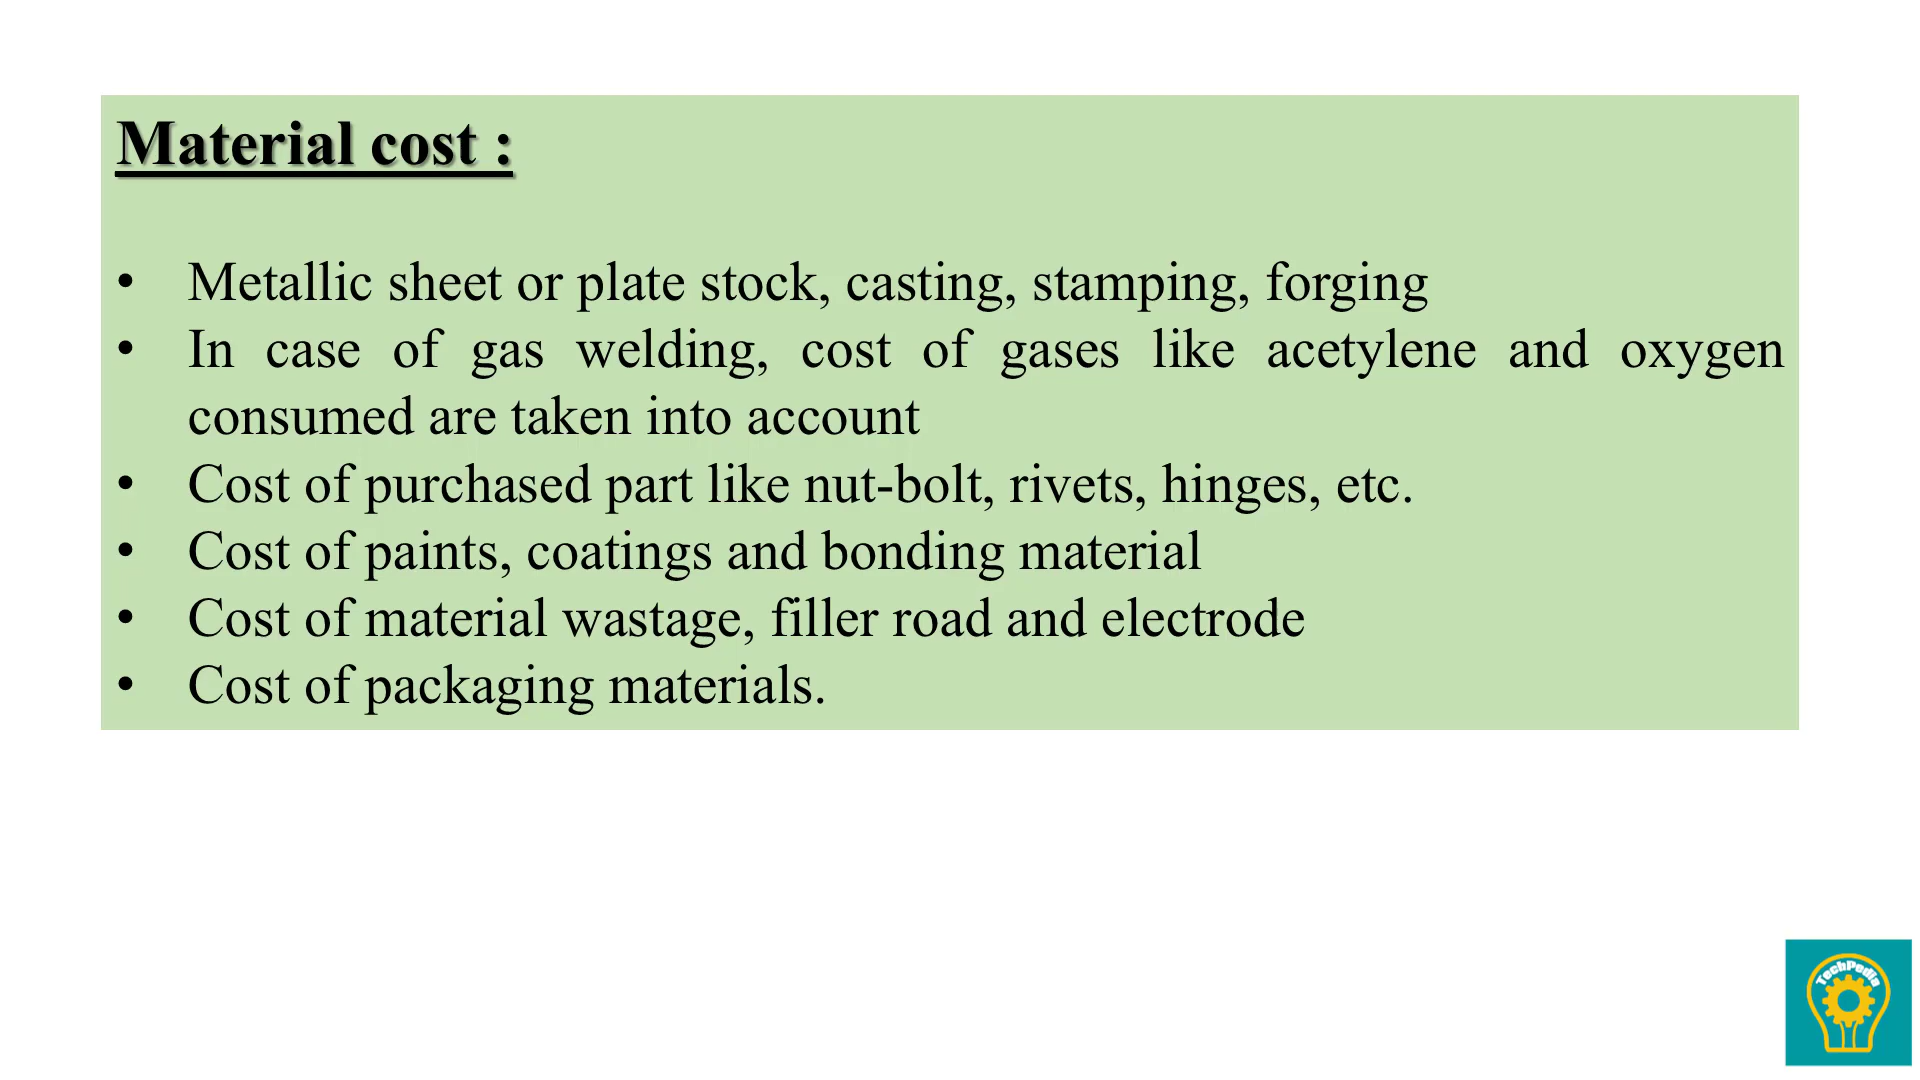 Material cost :
• Metallic sheet or plate stock, casting, stamping, forging
• In case of gas welding, cost of gases like acetylene and oxygen
consumed are taken into account
• Cost of purchased part like nut-bolt, rivets, hinges, etc.
• Cost of paints, coatings and bonding material
• Cost of material wastage, filler road and electrode
• Cost of packaging materials.
TechPedia